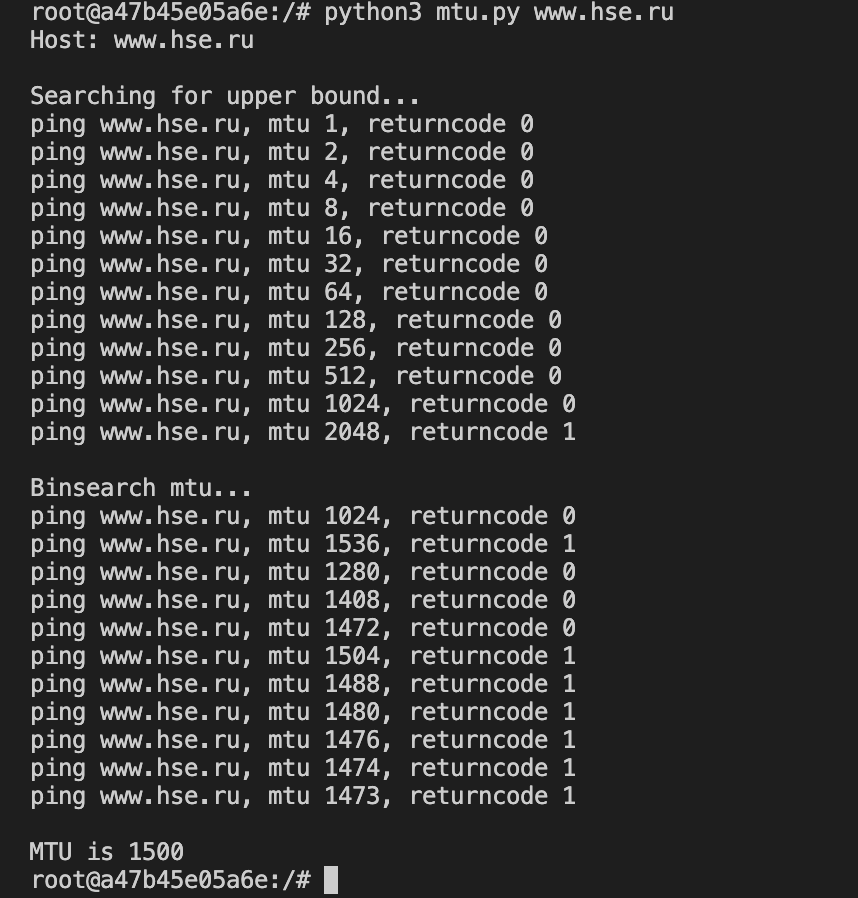 root@a47b45e05a6e:/# python3 mtu.py www.hse.ru
Host: www.hse.ru
Searching for upper bound...
ping www.hse.ru, mtu 1, returncode 0
ping www.hse.ru, mtu 2, returncode 0
ping www.hse.ru, mtu 4, returncode 0
ping www.hse.ru, mtu 8, returncode 0
ping www.hse.ru, mtu 16, returncode 0
ping www.hse.ru, mtu 32, returncode 0
ping www.hse.ru, mtu 64, returncode 0
ping www.hse.ru, mtu 128, returncode 0
ping www.hse.ru, mtu 256, returncode 0
ping www.hse.ru, mtu 512, returncode 0
ping www.hse.ru, mtu 1024, returncode 0
ping www.hse.ru, mtu 2048, returncode 1
Binsearch mtu...
ping www.hse.ru, mtu 1024, returncode 0
ping www.hse.ru, mtu 1536, returncode 1
ping www.hse.ru, mtu 1280, returncode 0
ping www.hse.ru, mtu 1408, returncode 0
ping www.hse.ru, mtu 1472, returncode 0
ping www.hse.ru, mtu 1504, returncode 1
ping www.hse.ru, mtu 1488, returncode 1
ping www.hse.ru, mtu 1480, returncode 1
ping www.hse.ru, mtu 1476, returncode 1
ping www.hse.ru, mtu 1474, returncode 1
ping www.hse.ru, mtu 1473, returncode 1
MTU is 1500
root@a47b45e05a6e:/#